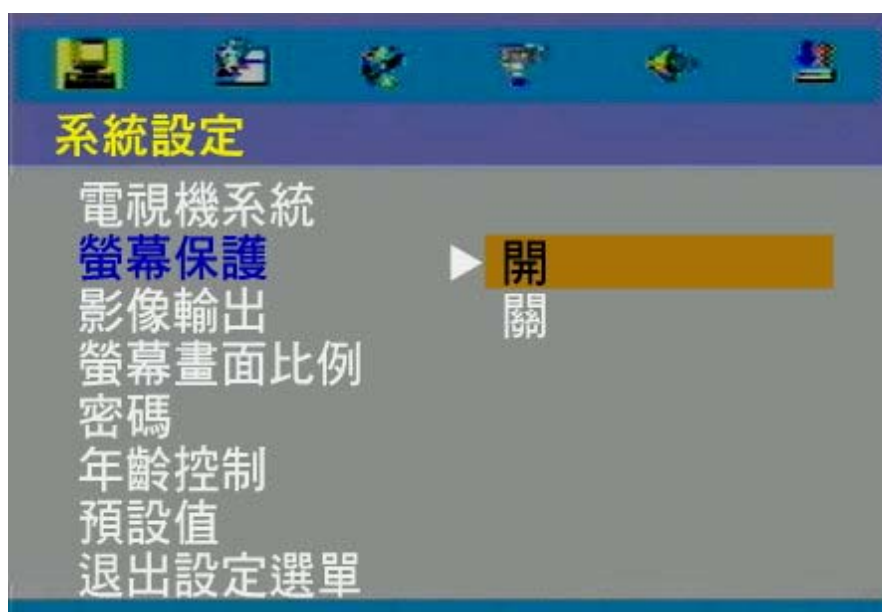 系統設定
電視機系統
螢幕保護 開
影像輸出 關
螢幕畫面比例
密碼
年齡控制
預設值
退出設定選單